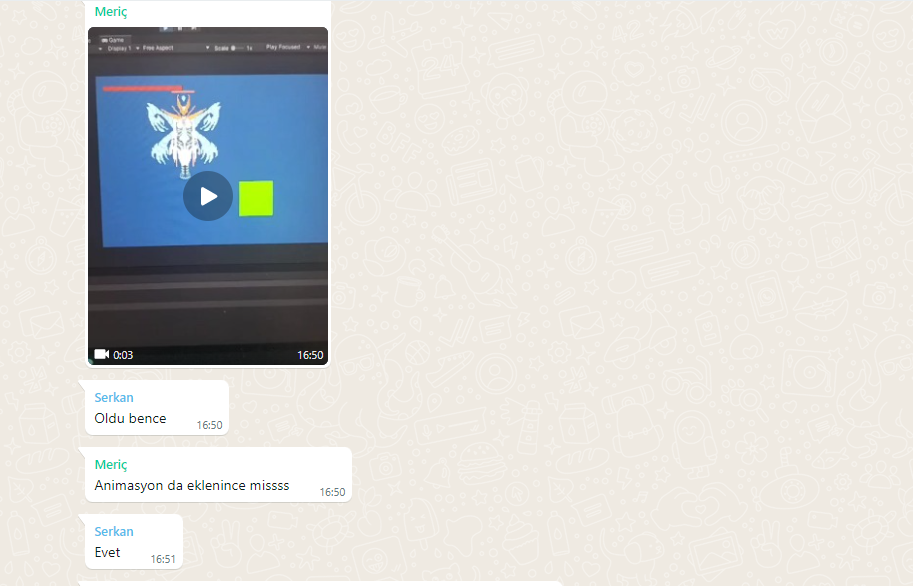 Meriç
Game
Display 1 Free Aspect Scale 1x Play Focused
0:03 16:50
Serkan
Oldu bence
16:50
Meriç
Animasyon da eklenince missss
16:50
Serkan
Evet
16:51